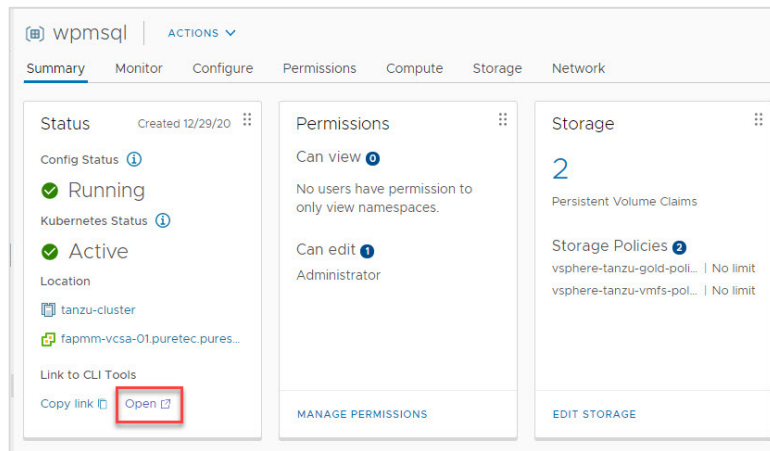 wpmsql
ACTIONS
Summary Monitor Configure Permissions Compute Storage Network
Status Created 12/29/20
Config Status
Running
Kubernetes Status
Active
Location
tanzu-cluster
fapmm-vcsa-01.puretec.pures...
Link to CLI Tools
Copy link Open
Permissions
Can view 0
No users have permission to
only view namespaces.
Can edit 1
Administrator
MANAGE PERMISSIONS
Storage
2
Persistent Volume Claims
Storage Policies 2
vsphere-tanzu-gold-poli... | No limit
vsphere-tanzu-vmfs-pol... | No limit
EDIT STORAGE